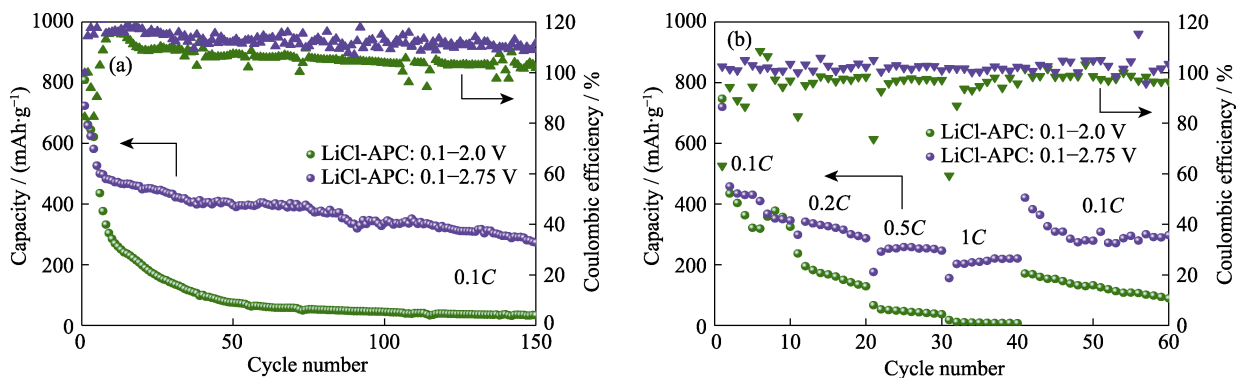 1000
800
600
400
200
0
Capacity / (mAh·g⁻¹)
(a)
LiCl-APC: 0.1−2.0 V
LiCl-APC: 0.1−2.75 V
0.1C
120
100
80
60
40
20
0
Coulombic efficiency / %
0
50
100
150
Cycle number
1000
800
600
400
200
0
Capacity / (mAh·g⁻¹)
(b)
LiCl-APC: 0.1−2.0 V
LiCl-APC: 0.1−2.75 V
0.1C
0.2C
0.5C
1C
0.1C
120
100
80
60
40
20
0
Coulombic efficiency / %
0
10
20
30
40
50
60
Cycle number